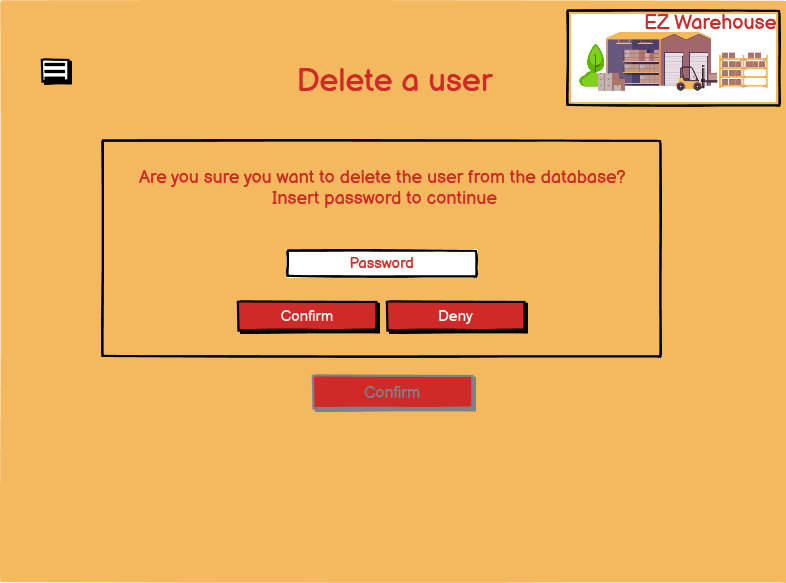 EZ Warehouse
Delete a user
Are you sure you want to delete the user from the database?
Insert password to continue
Password
Confirm
Deny
Confirm